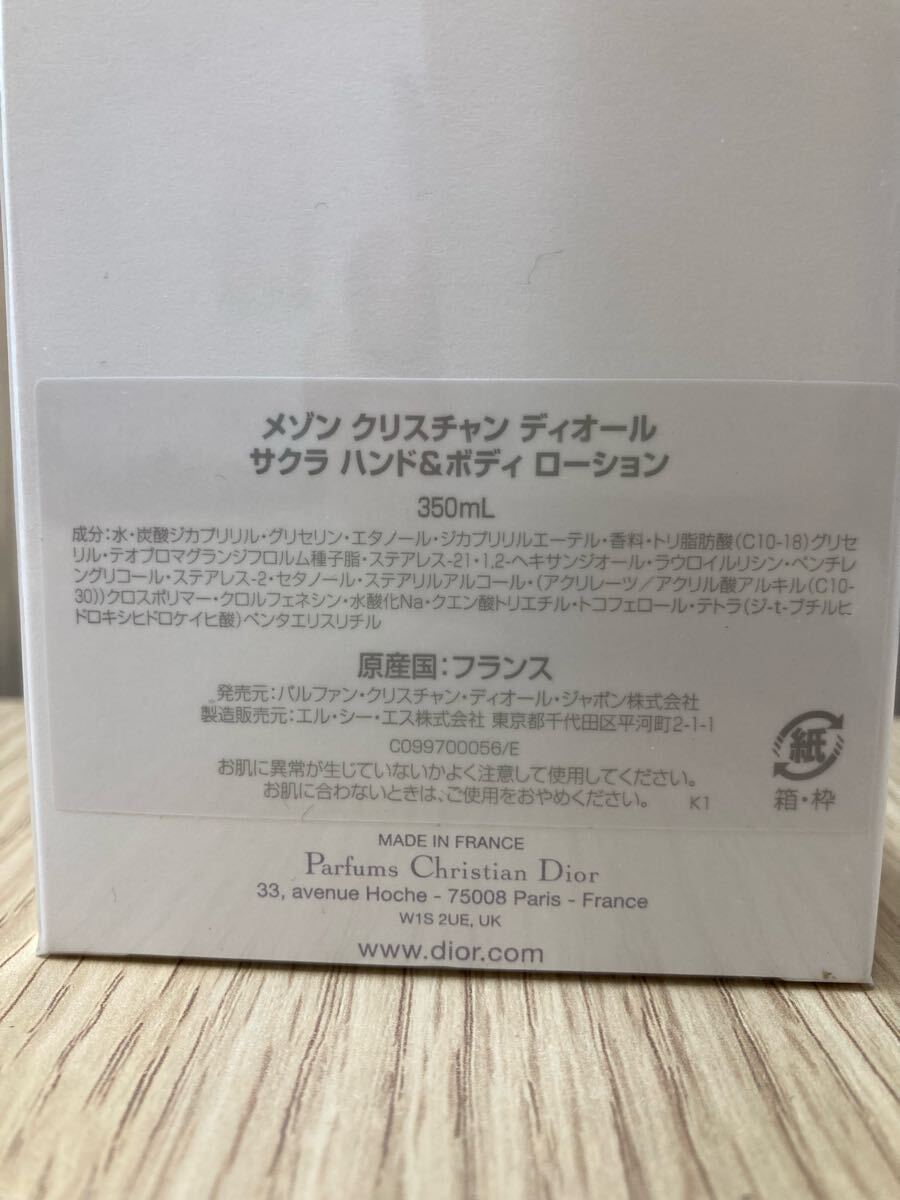 メゾン クリスチャン ディオール
サクラ ハンド&ボディ ローション
350mL
成分:水・炭酸ジカプリリル・グリセリン・エタノール・ジカプリリルエーテル・香料・トリ脂肪酸(C10-18)グリセ
リル・テオブロマグランジフロルム種子脂・ステアレス-21・1,2-ヘキサンジオール・ラウロイルリシン・ペンチレ
ングリコール・ステアレス-2・セタノール・ステアリルアルコール・(アクリレーツ/アクリル酸アルキル(C10-
30))クロスポリマー・クロルフェネシン・水酸化Na・クエン酸トリエチル・トコフェロール・テトラ(ジ-t-ブチルヒ
ドロキシヒドロケイヒ酸)ペンタエリスリチル
原産国:フランス
発売元:パルファン・クリスチャン・ディオール・ジャポン株式会社
製造販売元:エル・シー・エス株式会社 東京都千代田区平河町2-1-1
C099700056/E
お肌に異常が生じていないかよく注意して使用してください。
お肌に合わないときは、ご使用をおやめください。 K1
紙
箱・枠
MADE IN FRANCE
Parfums Christian Dior
33, avenue Hoche - 75008 Paris - France
W1S 2UE, UK
www.dior.com